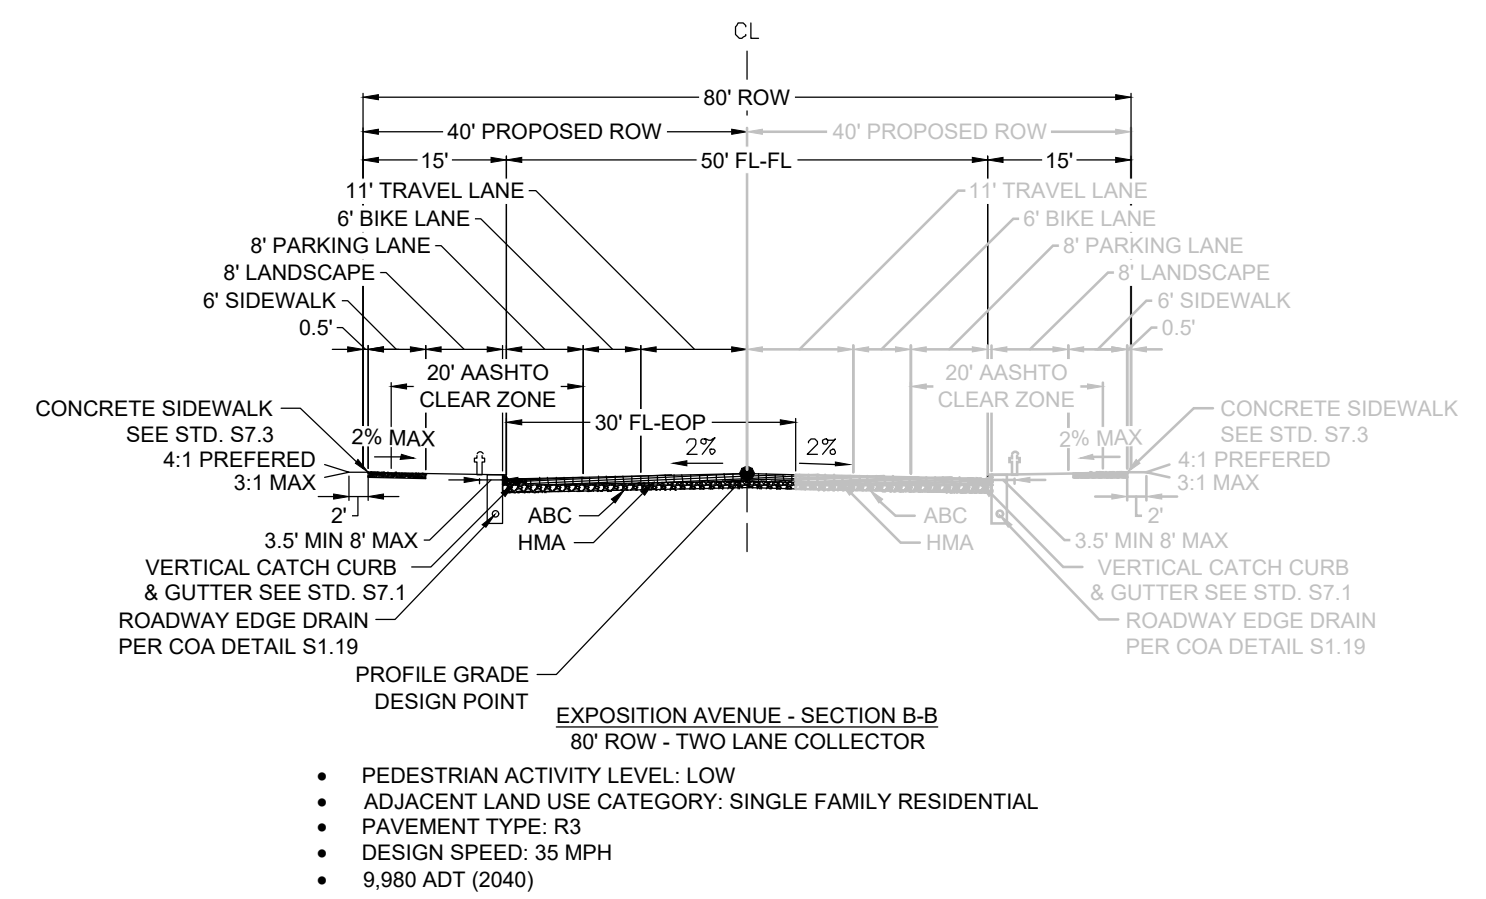 CL
80' ROW
40' PROPOSED ROW
40' PROPOSED ROW
15'
50' FL-FL
15'
11' TRAVEL LANE
11' TRAVEL LANE
6' BIKE LANE
6' BIKE LANE
8' PARKING LANE
8' PARKING LANE
8' LANDSCAPE
8' LANDSCAPE
6' SIDEWALK
6' SIDEWALK
0.5'
0.5'
20' AASHTO
CLEAR ZONE
20' AASHTO
CLEAR ZONE
CONCRETE SIDEWALK
SEE STD. S7.3
CONCRETE SIDEWALK
SEE STD. S7.3
30' FL-EOP
2% MAX
2%
2%
2% MAX
4:1 PREFERED
3:1 MAX
4:1 PREFERED
3:1 MAX
2'
ABC
HMA
ABC
HMA
2'
3.5' MIN 8' MAX
3.5' MIN 8' MAX
VERTICAL CATCH CURB
& GUTTER SEE STD. S7.1
VERTICAL CATCH CURB
& GUTTER SEE STD. S7.1
ROADWAY EDGE DRAIN
PER COA DETAIL S1.19
ROADWAY EDGE DRAIN
PER COA DETAIL S1.19
PROFILE GRADE
DESIGN POINT
EXPOSITION AVENUE - SECTION B-B
80' ROW - TWO LANE COLLECTOR
• PEDESTRIAN ACTIVITY LEVEL: LOW
• ADJACENT LAND USE CATEGORY: SINGLE FAMILY RESIDENTIAL
• PAVEMENT TYPE: R3
• DESIGN SPEED: 35 MPH
• 9,980 ADT (2040)